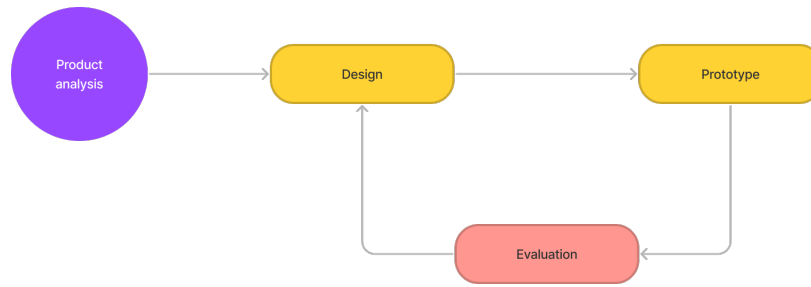 Product
analysis
Design
Prototype
Evaluation